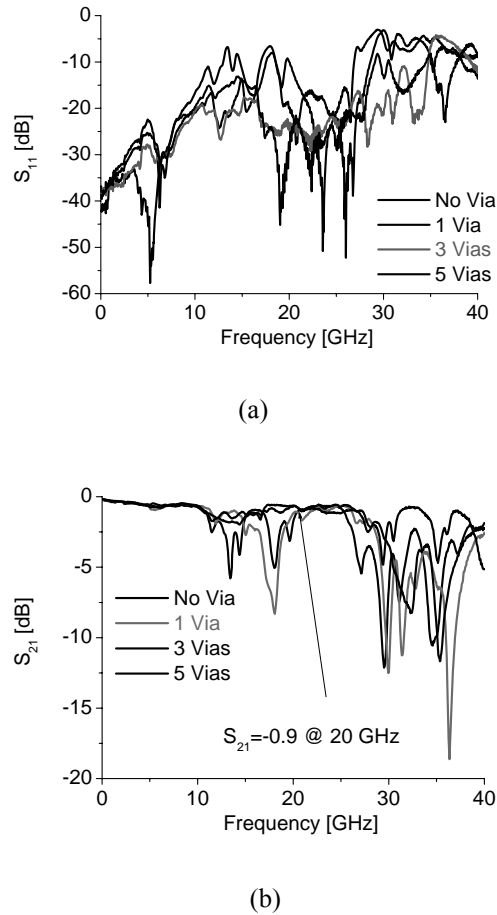 0
-10
-20
-30
-40
-50
-60
S11 [dB]
No Via
1 Via
3 Vias
5 Vias
0 10 20 30 40
Frequency [GHz]
(a)
0
-5
-10
-15
-20
S21 [dB]
No Via
1 Via
3 Vias
5 Vias
S21=-0.9 @ 20 GHz
0 10 20 30 40
Frequency [GHz]
(b)